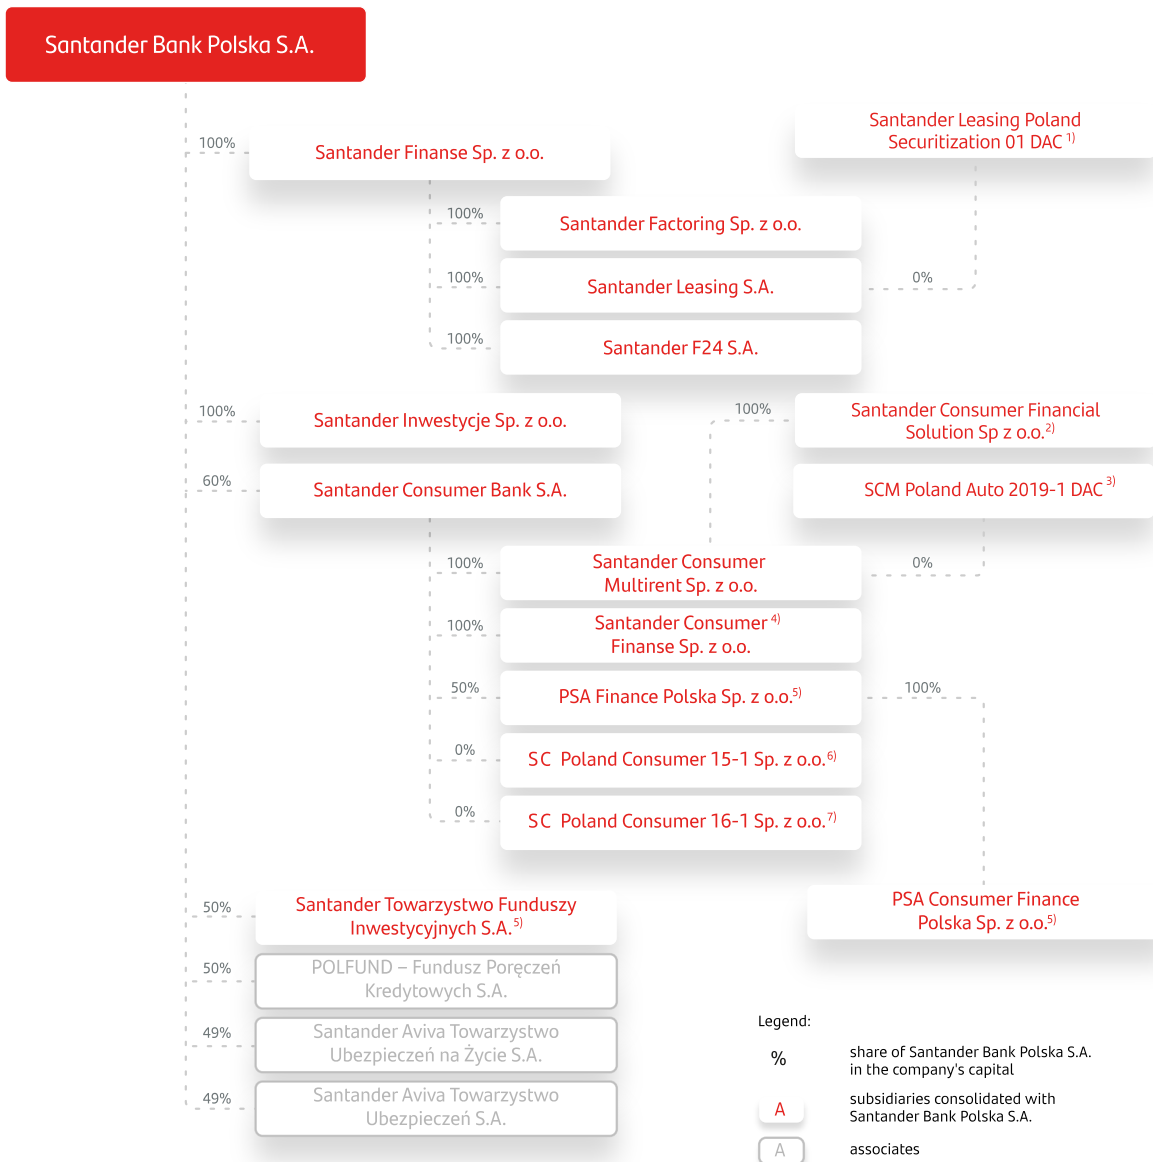 Santander Bank Polska S.A.
100%
Santander Finanse Sp. z o.o.
Santander Leasing Poland
Securitization 01 DAC 1)
100%
Santander Factoring Sp. z o.o.
100%
Santander Leasing S.A.
0%
100%
Santander F24 S.A.
100%
Santander Inwestycje Sp. z o.o.
100%
Santander Consumer Financial
Solution Sp z o.o.2)
60%
Santander Consumer Bank S.A.
SCM Poland Auto 2019-1 DAC 3)
100%
Santander Consumer
Multirent Sp. z o.o.
0%
100%
Santander Consumer 4)
Finanse Sp. z o.o.
50%
PSA Finance Polska Sp. z o.o.5)
100%
0%
SC Poland Consumer 15-1 Sp. z o.o.6)
0%
SC Poland Consumer 16-1 Sp. z o.o.7)
50%
Santander Towarzystwo Funduszy
Inwestycyjnych S.A.5)
PSA Consumer Finance
Polska Sp. z o.o.5)
50%
POLFUND – Fundusz Poręczeń
Kredytowych S.A.
49%
Santander Aviva Towarzystwo
Ubezpieczeń na Życie S.A.
49%
Santander Aviva Towarzystwo
Ubezpieczeń S.A.
Legend:
%
share of Santander Bank Polska S.A.
in the company's capital
A
subsidiaries consolidated with
Santander Bank Polska S.A.
A
associates